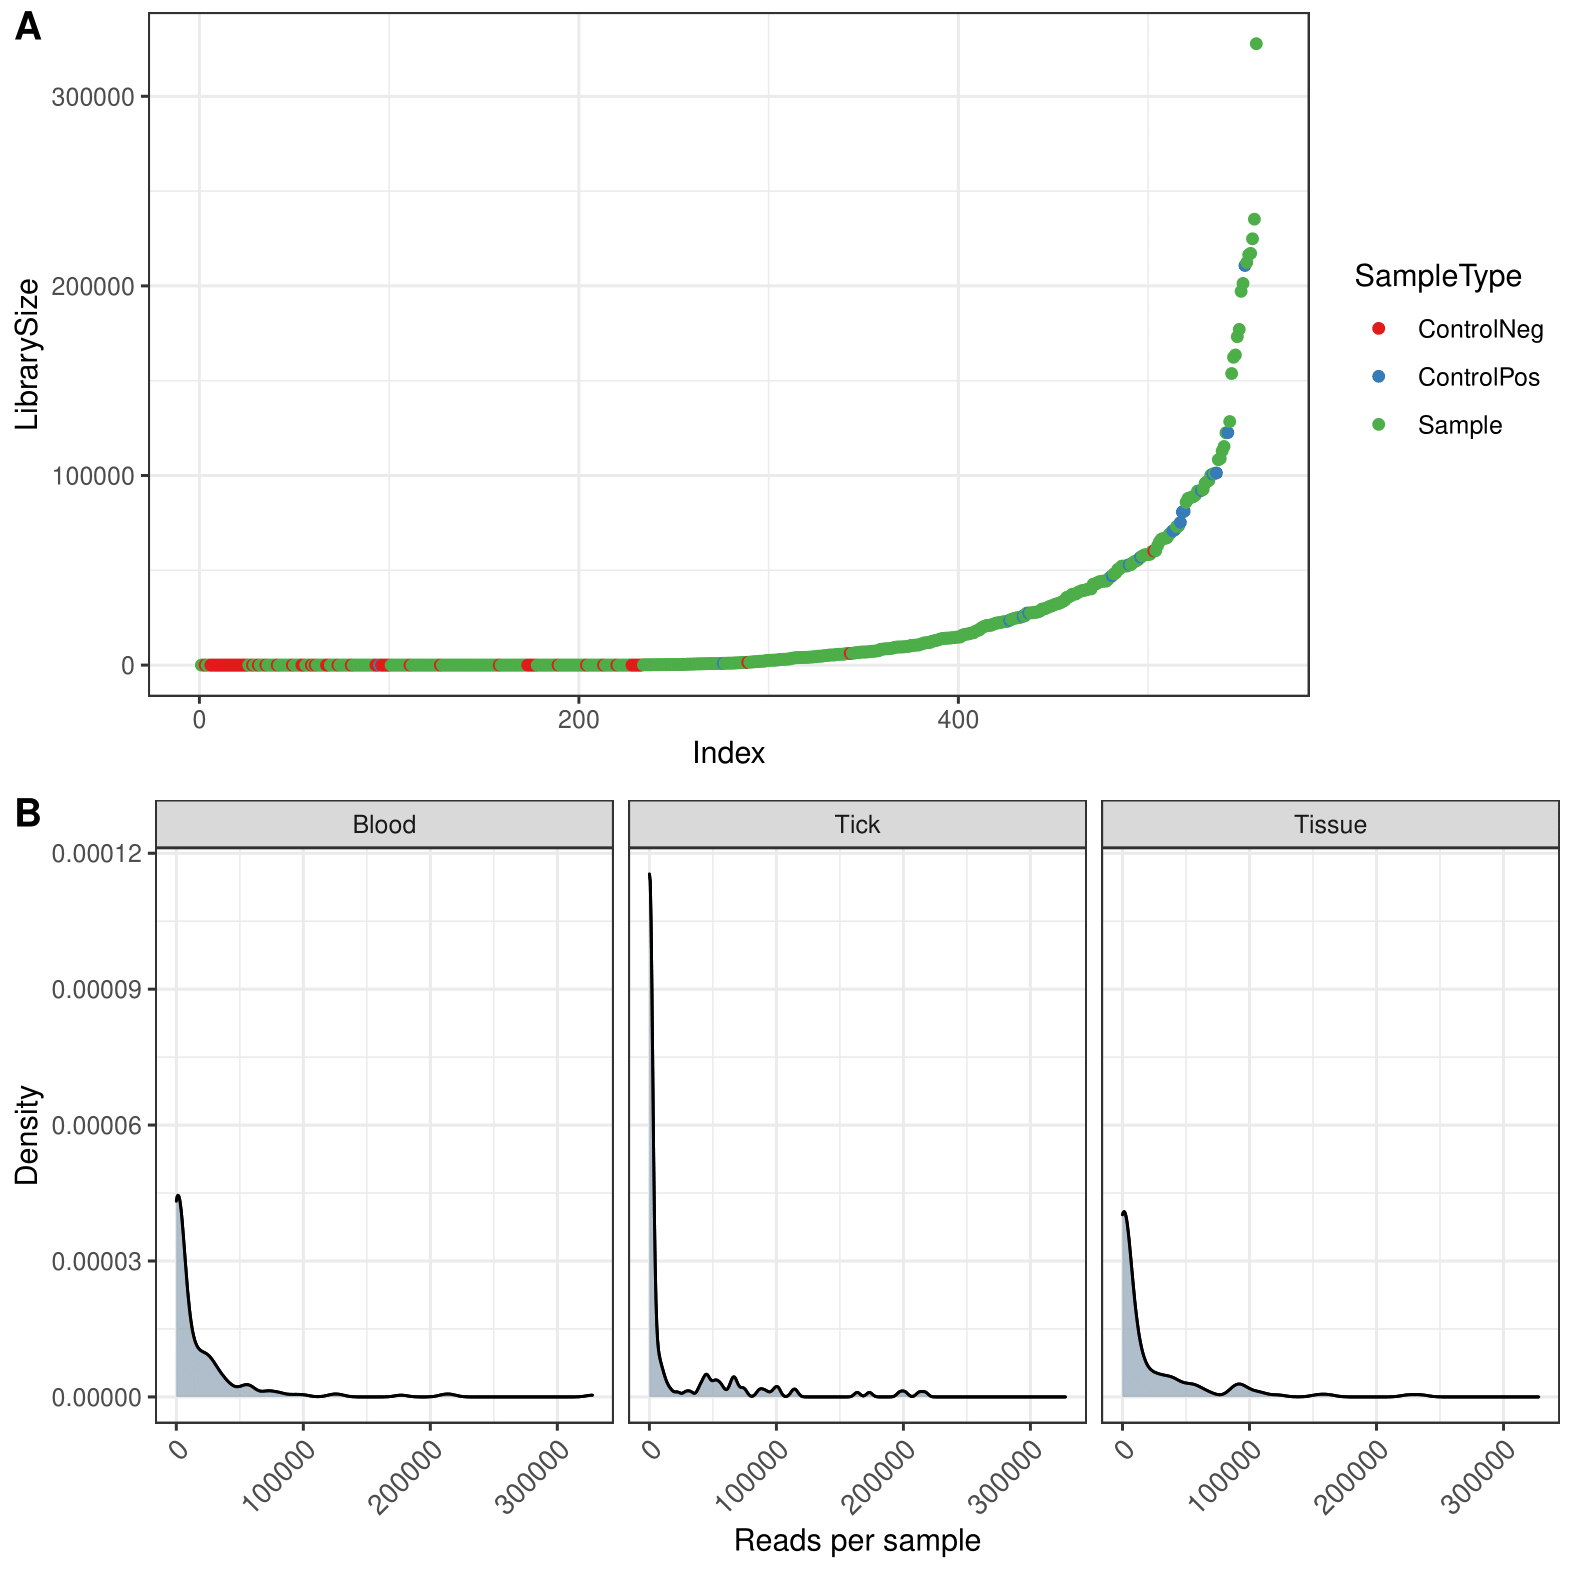 A
300000
200000
100000
0
LibrarySize
0 200 400
Index
SampleType
ControlNeg
ControlPos
Sample
B
Blood Tick Tissue
0.00012
0.00009
0.00006
0.00003
0.00000
Density
0 100000 200000 300000 0 100000 200000 300000 0 100000 200000 300000
Reads per sample